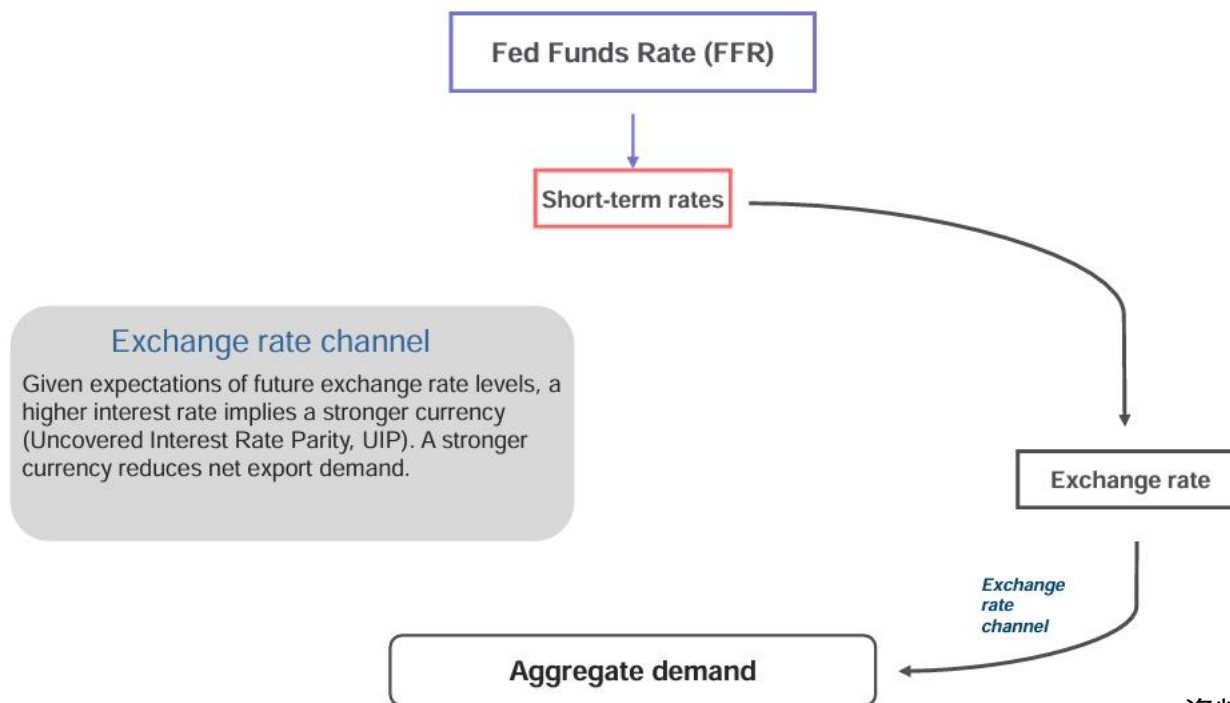 Fed Funds Rate (FFR)
Short-term rates
Exchange rate channel
Given expectations of future exchange rate levels, a
higher interest rate implies a stronger currency
(Uncovered Interest Rate Parity, UIP). A stronger
currency reduces net export demand.
Exchange rate
Exchange
rate
channel
Aggregate demand